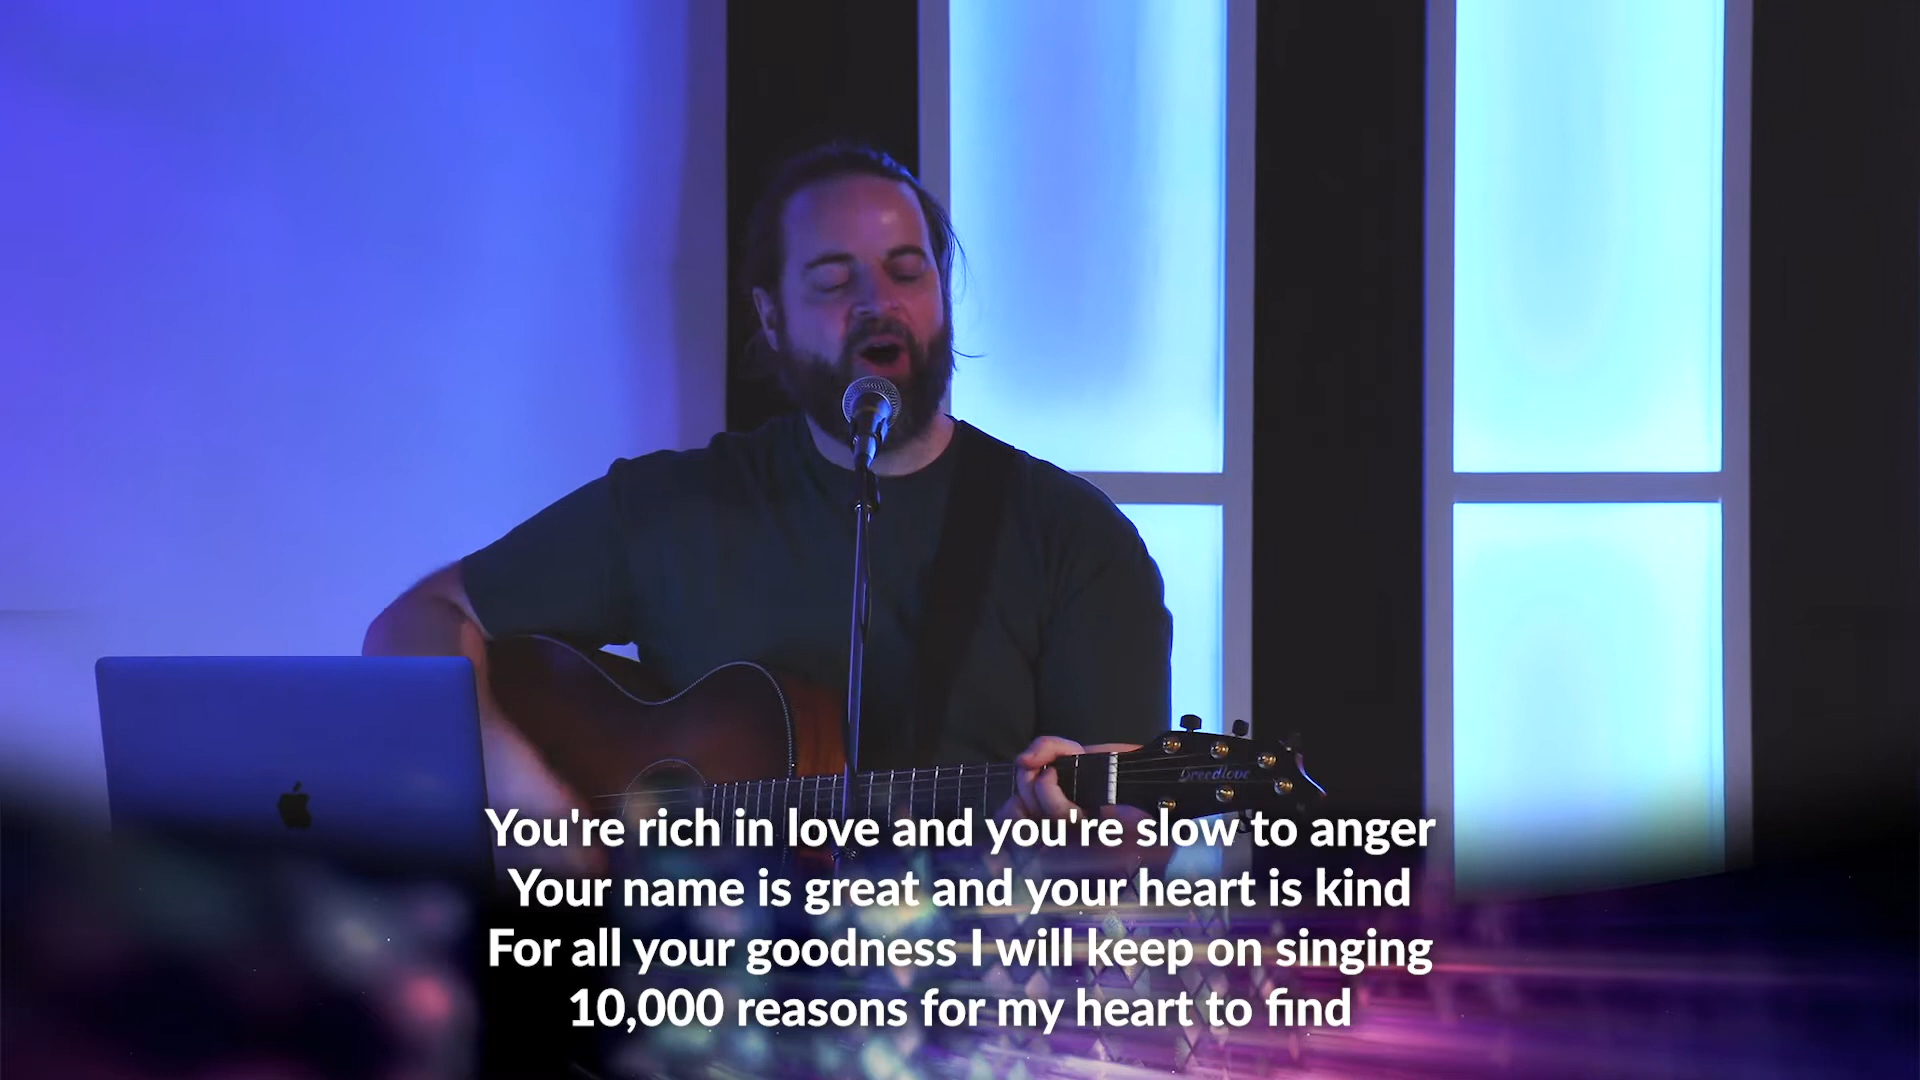 Breedlove
You're rich in love and you're slow to anger
Your name is great and your heart is kind
For all your goodness I will keep on singing
10,000 reasons for my heart to find